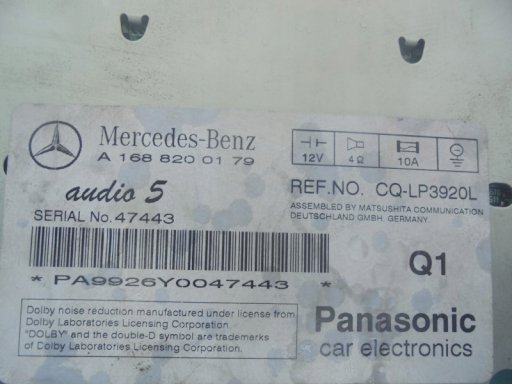 Mercedes-Benz
A 168 820 01 79
12V
4Ω
10A
audio 5
REF.NO. CQ-LP3920L
SERIAL No. 47443
ASSEMBLED BY MATSUSHITA COMMUNICATION
DEUTSCHLAND GMBH. GERMANY.
* PA9926Y0047443 *
Q1
Dolby noise reduction manufactured under license from
Dolby Laboratories Licensing Corporation.
"DOLBY" and the double-D symbol are trademarks
of Dolby Laboratories Licensing Corporation.
Panasonic
car electronics